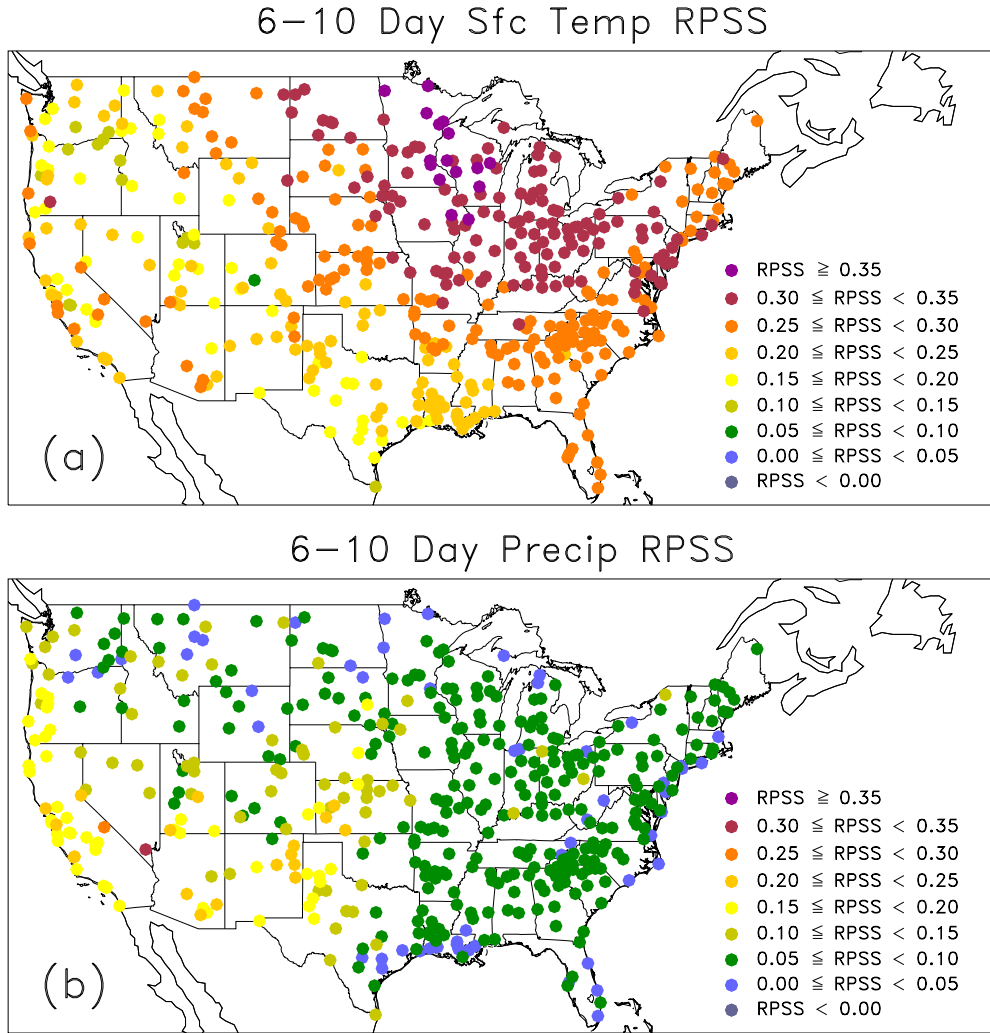 6-10 Day Sfc Temp RPSS
RPSS ≧ 0.35
0.30 ≦ RPSS < 0.35
0.25 ≦ RPSS < 0.30
0.20 ≦ RPSS < 0.25
0.15 ≦ RPSS < 0.20
0.10 ≦ RPSS < 0.15
0.05 ≦ RPSS < 0.10
0.00 ≦ RPSS < 0.05
RPSS < 0.00
(a)
6-10 Day Precip RPSS
RPSS ≧ 0.35
0.30 ≦ RPSS < 0.35
0.25 ≦ RPSS < 0.30
0.20 ≦ RPSS < 0.25
0.15 ≦ RPSS < 0.20
0.10 ≦ RPSS < 0.15
0.05 ≦ RPSS < 0.10
0.00 ≦ RPSS < 0.05
RPSS < 0.00
(b)